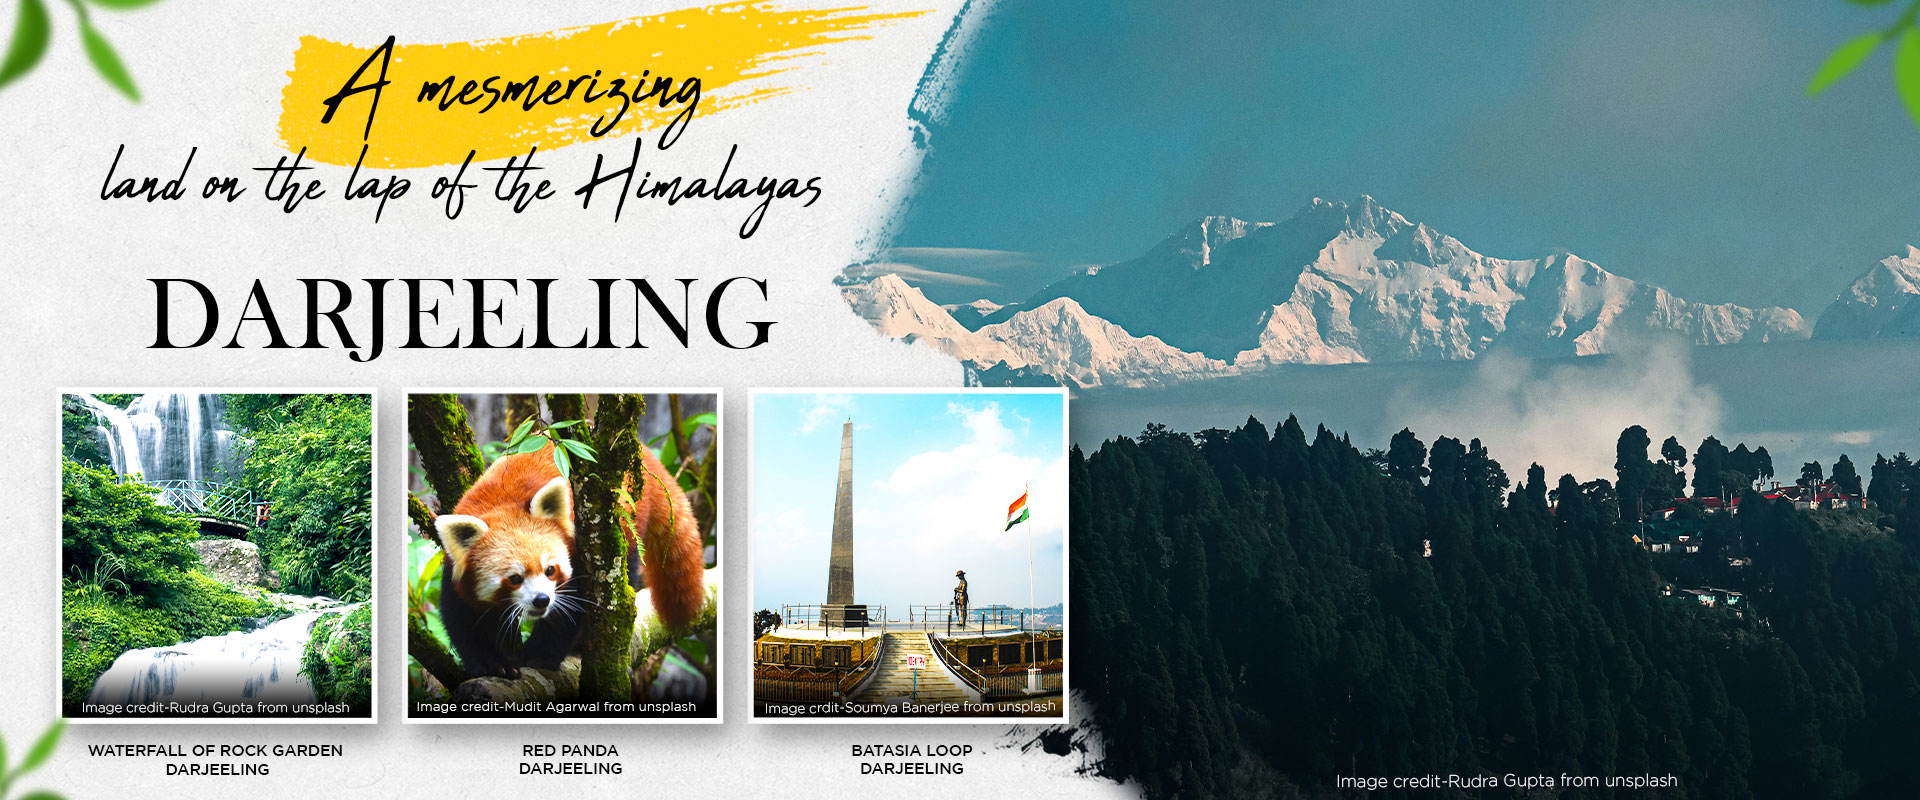 A mesmerizing
land on the lap of the Himalayas
DARJEELING
Image credit-Rudra Gupta from unsplash
WATERFALL OF ROCK GARDEN
DARJEELING
Image credit-Mudit Agarwal from unsplash
RED PANDA
DARJEELING
Image crdit-Soumya Banerjee from unsplash
BATASIA LOOP
DARJEELING
Image credit-Rudra Gupta from unsplash